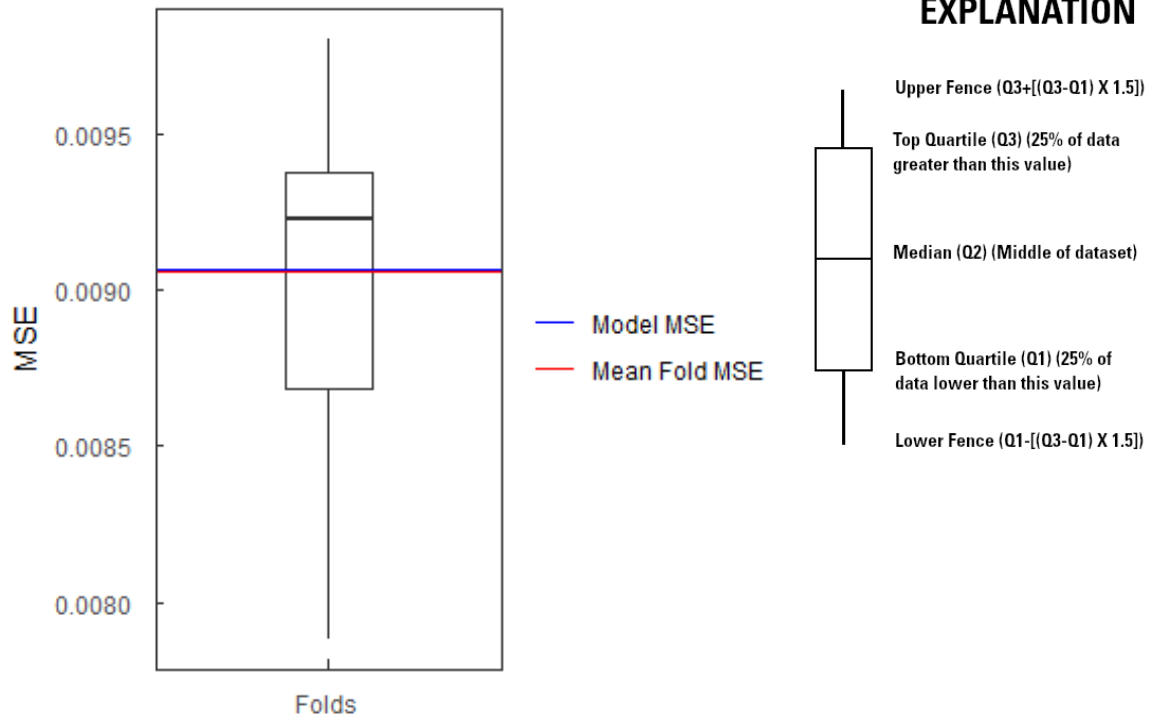 EXPLANATION
0.0095
0.0090
0.0085
0.0080
MSE
Folds
Model MSE
Mean Fold MSE
Upper Fence (Q3+[(Q3-Q1) X 1.5])
Top Quartile (Q3) (25% of data
greater than this value)
Median (Q2) (Middle of dataset)
Bottom Quartile (Q1) (25% of
data lower than this value)
Lower Fence (Q1-[(Q3-Q1) X 1.5])